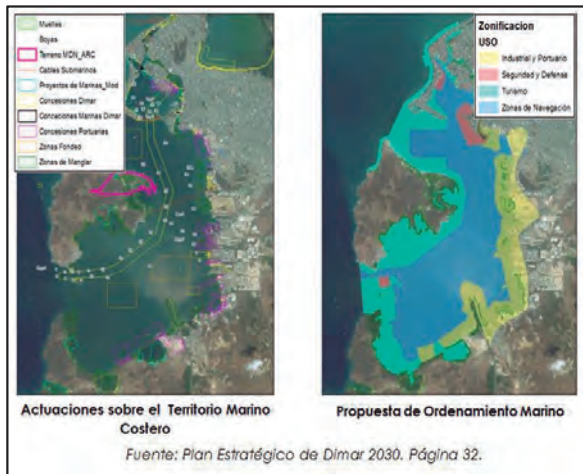 Muelles
Boyas
Terreno MDN_ARC
Cables Submarinos
Proyectos de Marinas_Mod
Concesiones Dimar
Concaciones Marinas Dimar
Concesiones Portuarias
Zonas Fondeo
Zonas de Manglar
Zonificacion
USO
Industrial y Portuario
Seguridad y Defensa
Turismo
Zonas de Navegación
Actuaciones sobre el Territorio Marino
Costero
Propuesta de Ordenamiento Marino
Fuente: Plan Estratégico de Dimar 2030. Página 32.